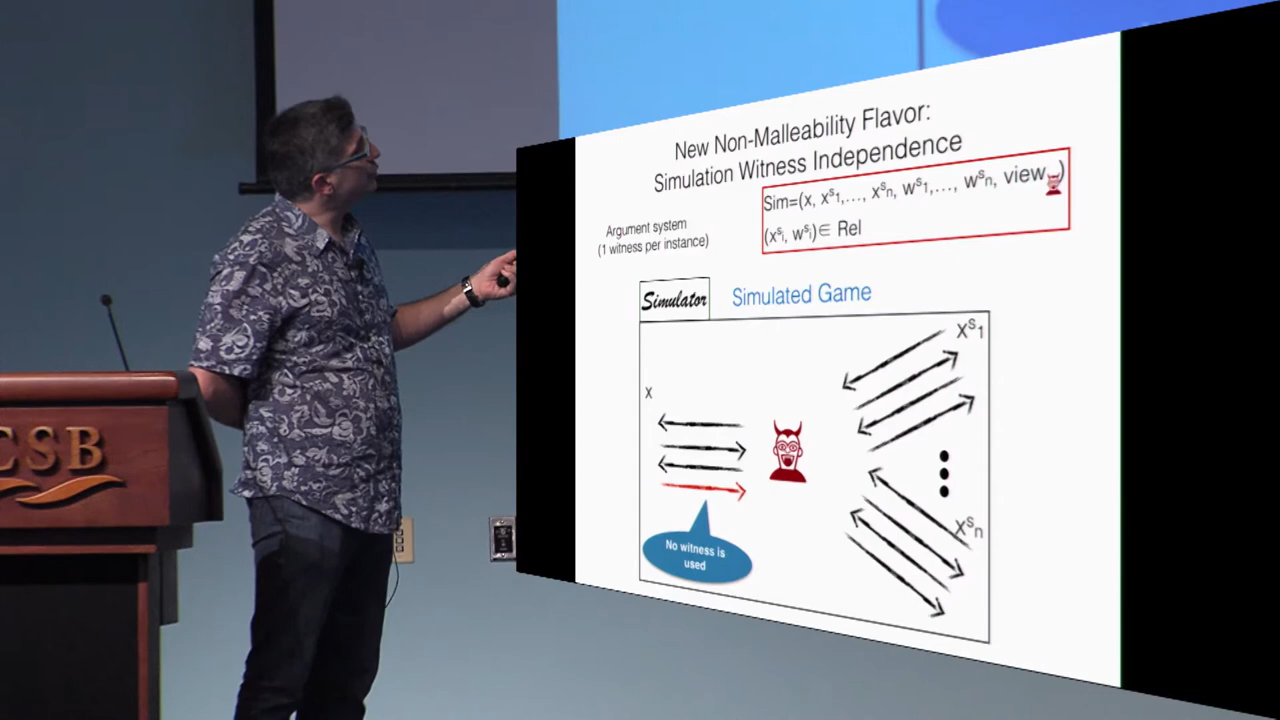 New Non-Malleability Flavor:
Simulation Witness Independence
Sim=(x, xˢ₁,…, xˢₙ, wˢ₁,…, wˢₙ, view )
(xˢᵢ, wˢᵢ)∈ Rel
Argument system
(1 witness per instance)
Simulator
Simulated Game
xˢ₁
x
xˢₙ
No witness is
used
CSB